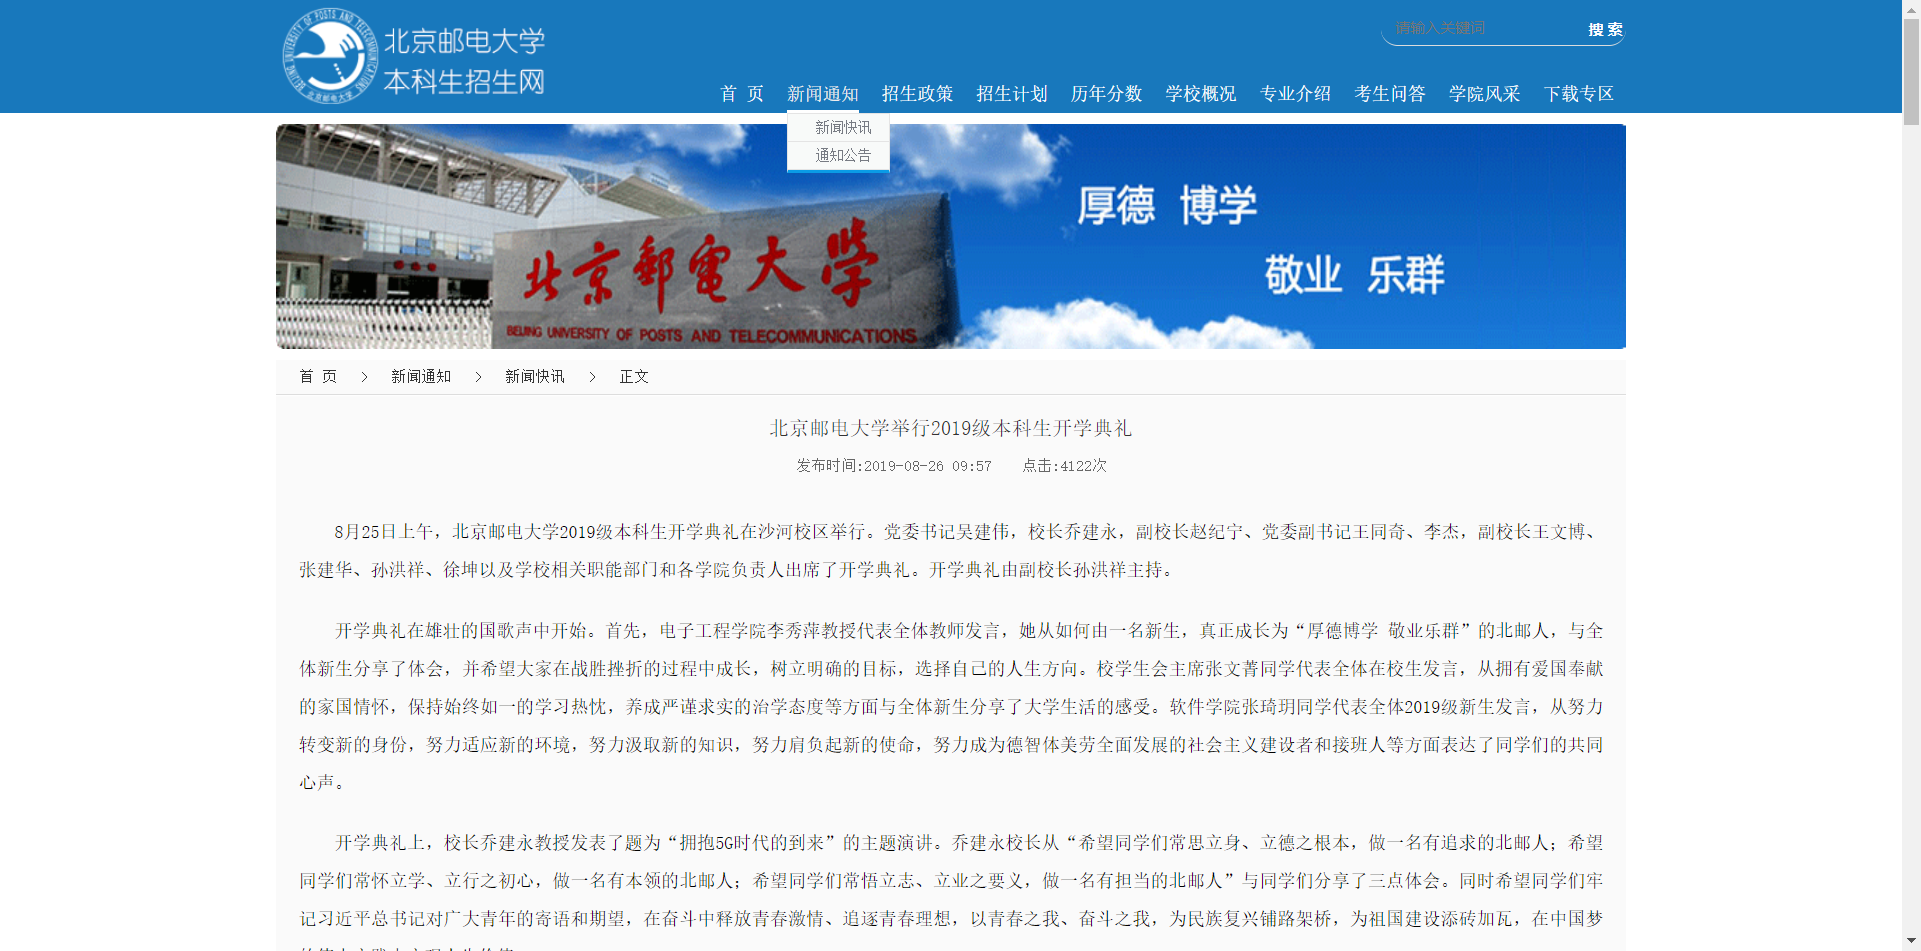 北京邮电大学
本科生招生网
请输入关键词
搜 索
首 页 新闻通知 招生政策 招生计划 历年分数 学校概况 专业介绍 考生问答 学院风采 下载专区
新闻快讯
通知公告
厚德 博学
敬业 乐群
北京郵電大學
BEIJING UNIVERSITY OF POSTS AND TELECOMMUNICATIONS
首 页 > 新闻通知 > 新闻快讯 > 正文
北京邮电大学举行2019级本科生开学典礼
发布时间:2019-08-26 09:57 点击:4122次
8月25日上午，北京邮电大学2019级本科生开学典礼在沙河校区举行。党委书记吴建伟，校长乔建永，副校长赵纪宁、党委副书记王同奇、李杰，副校长王文博、
张建华、孙洪祥、徐坤以及学校相关职能部门和各学院负责人出席了开学典礼。开学典礼由副校长孙洪祥主持。
开学典礼在雄壮的国歌声中开始。首先，电子工程学院李秀萍教授代表全体教师发言，她从如何由一名新生，真正成长为“厚德博学 敬业乐群”的北邮人，与全
体新生分享了体会，并希望大家在战胜挫折的过程中成长，树立明确的目标，选择自己的人生方向。校学生会主席张文菁同学代表全体在校生发言，从拥有爱国奉献
的家国情怀，保持始终如一的学习热忱，养成严谨求实的治学态度等方面与全体新生分享了大学生活的感受。软件学院张琦玥同学代表全体2019级新生发言，从努力
转变新的身份，努力适应新的环境，努力汲取新的知识，努力肩负起新的使命，努力成为德智体美劳全面发展的社会主义建设者和接班人等方面表达了同学们的共同
心声。
开学典礼上，校长乔建永教授发表了题为“拥抱5G时代的到来”的主题演讲。乔建永校长从“希望同学们常思立身、立德之根本，做一名有追求的北邮人；希望
同学们常怀立学、立行之初心，做一名有本领的北邮人；希望同学们常悟立志、立业之要义，做一名有担当的北邮人”与同学们分享了三点体会。同时希望同学们牢
记习近平总书记对广大青年的寄语和期望，在奋斗中释放青春激情、追逐青春理想，以青春之我、奋斗之我，为民族复兴铺路架桥，为祖国建设添砖加瓦，在中国梦